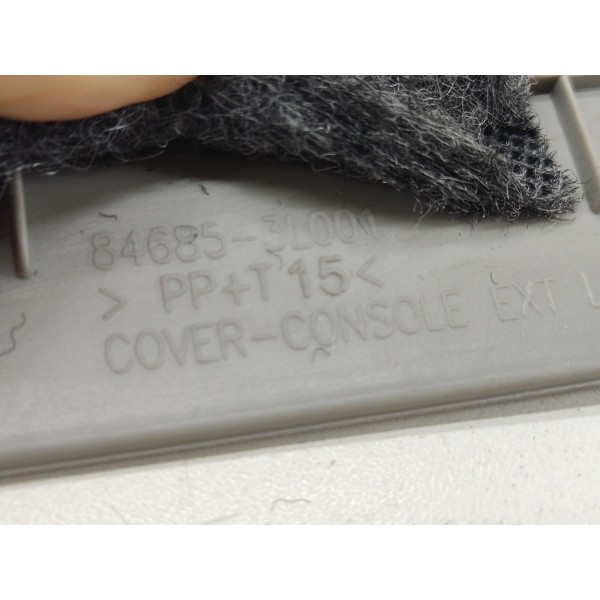 84685-3L001
> PP+T15<
COVER-CONSOLE EXT L